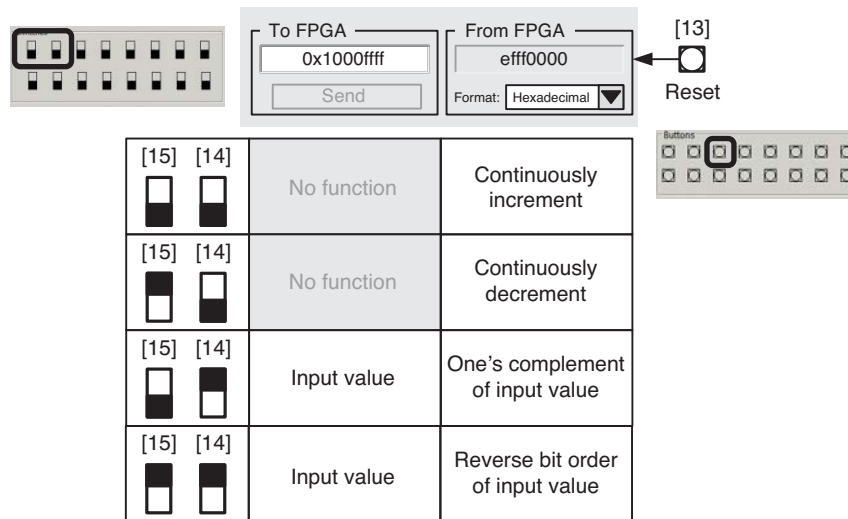 To FPGA
From FPGA
[13]
0x1000ffff
efff0000
Send
Format: Hexadecimal
Reset
Buttons
[15] [14]
No function
Continuously
increment
[15] [14]
No function
Continuously
decrement
[15] [14]
Input value
One's complement
of input value
[15] [14]
Input value
Reverse bit order
of input value